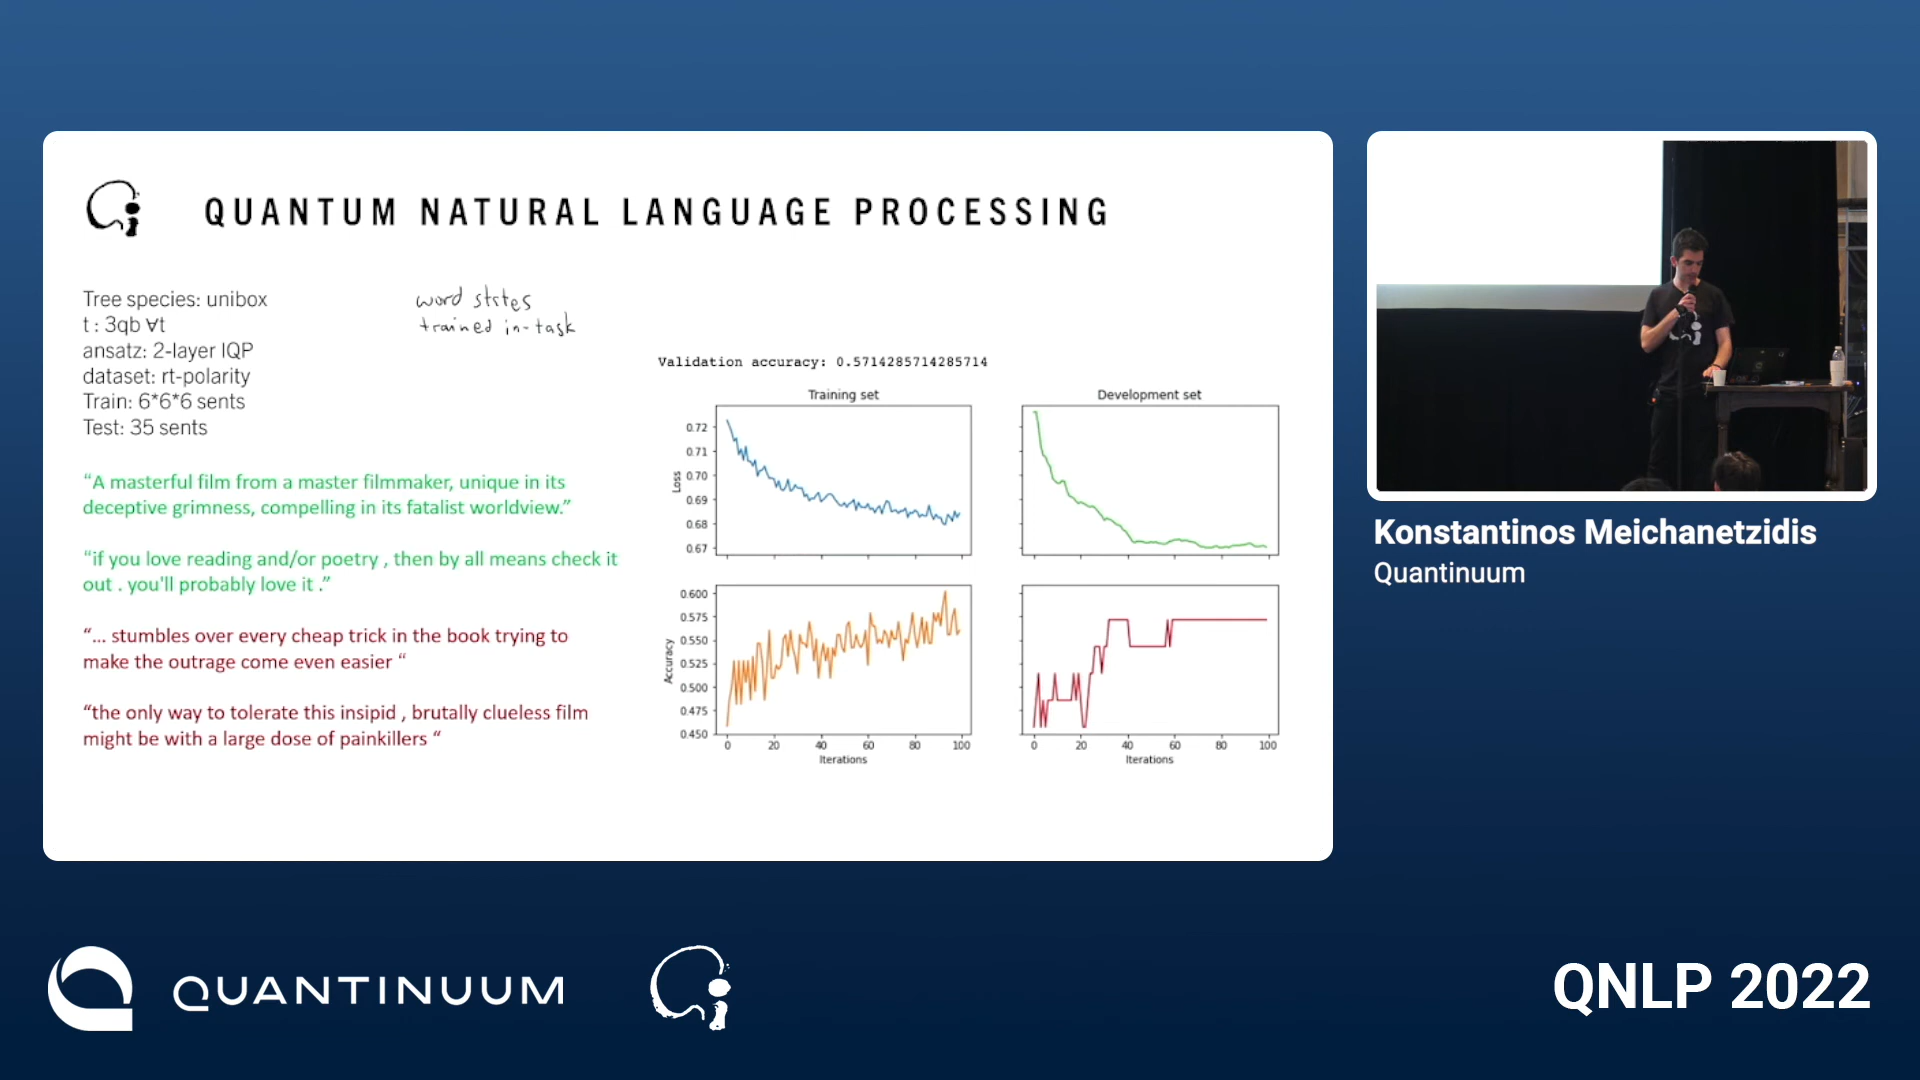 QUANTUM NATURAL LANGUAGE PROCESSING
Tree species: unibox
t : 3qb ∀t
ansatz: 2-layer IQP
dataset: rt-polarity
Train: 6*6*6 sents
Test: 35 sents
word states
trained in-task
“A masterful film from a master filmmaker, unique in its
deceptive grimness, compelling in its fatalist worldview.”
“if you love reading and/or poetry , then by all means check it
out . you'll probably love it .”
“... stumbles over every cheap trick in the book trying to
make the outrage come even easier “
“the only way to tolerate this insipid , brutally clueless film
might be with a large dose of painkillers “
Validation accuracy: 0.5714285714285714
Training set
Development set
Loss
0.72
0.71
0.70
0.69
0.68
0.67
Accuracy
0.600
0.575
0.550
0.525
0.500
0.475
0.450
0 20 40 60 80 100
Iterations
0 20 40 60 80 100
Iterations
Konstantinos Meichanetzidis
Quantinuum
QUANTINUUM
QNLP 2022